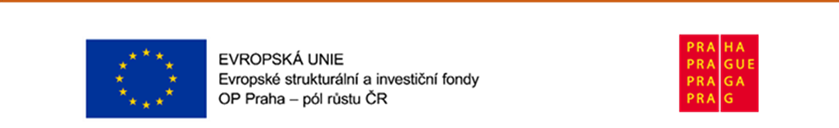 EVROPSKÁ UNIE
Evropské strukturální a investiční fondy
OP Praha – pól růstu ČR
PRA HA
PRA GUE
PRA GA
PRA G